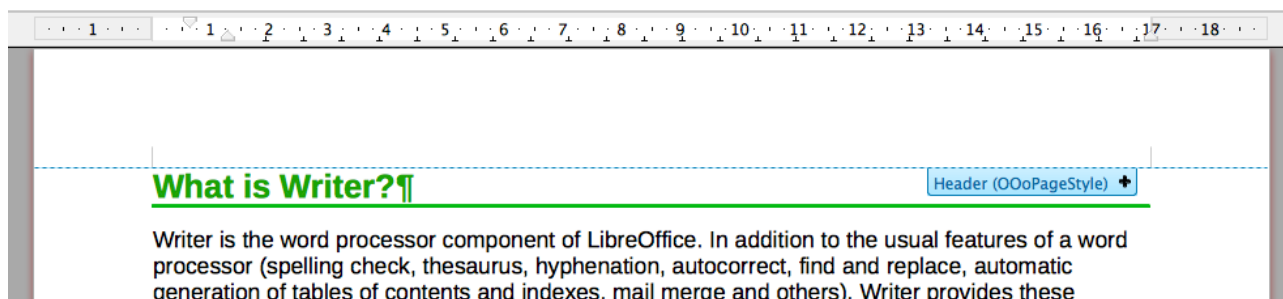 1 1 2 3 4 5 6 7 8 9 10 11 12 13 14 15 16 17 18
What is Writer?¶
Header (OOoPageStyle) +
Writer is the word processor component of LibreOffice. In addition to the usual features of a word
processor (spelling check, thesaurus, hyphenation, autocorrect, find and replace, automatic
generation of tables of contents and indexes, mail merge and others), Writer provides these